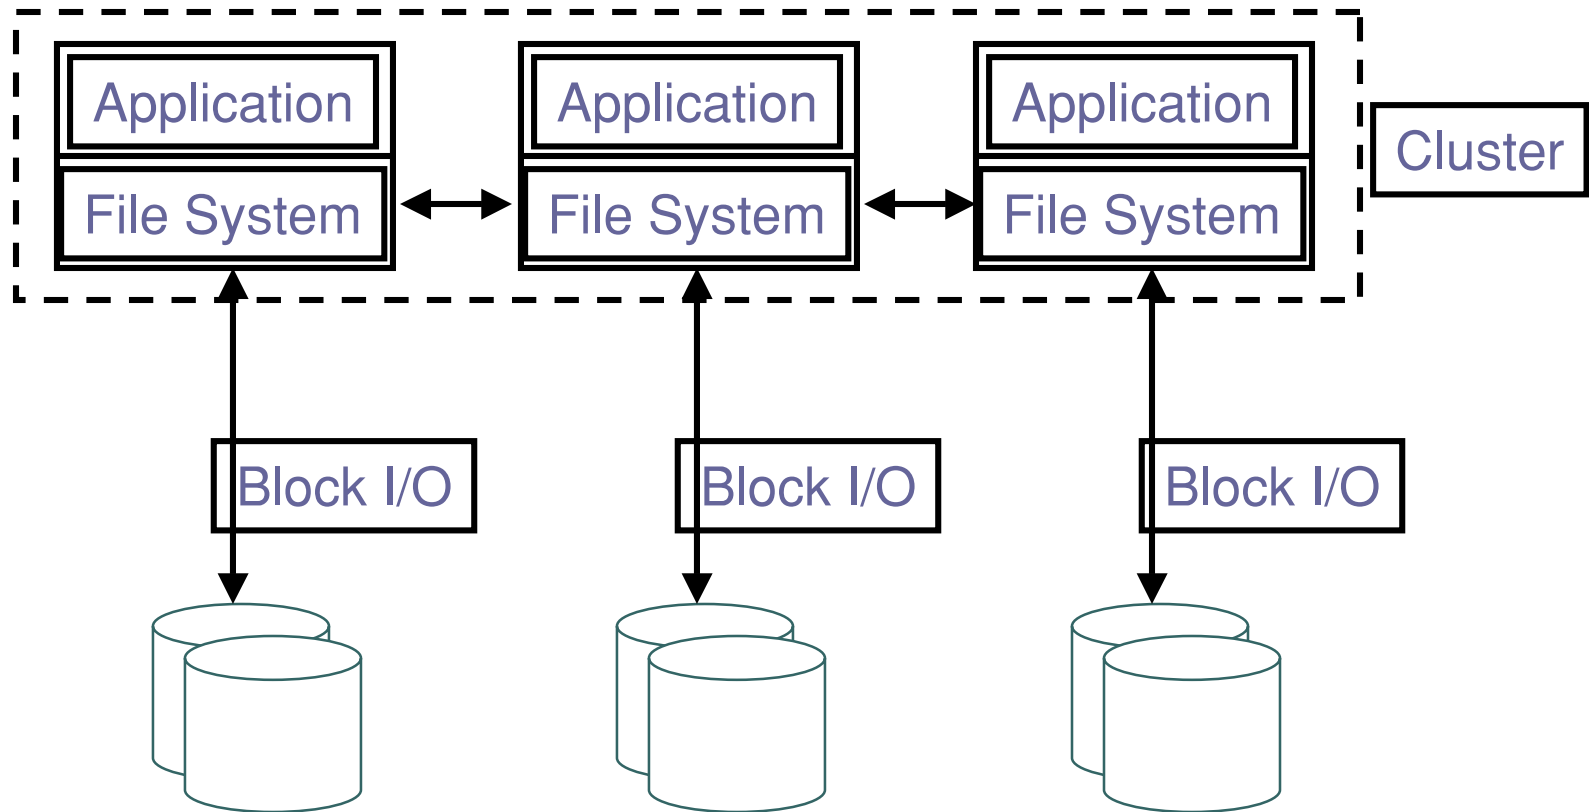 Application
Application
Application
Cluster
File System
File System
File System
Block I/O
Block I/O
Block I/O